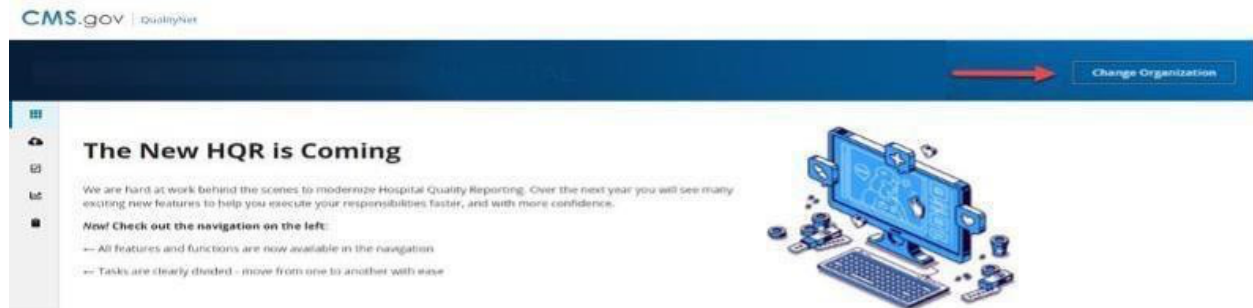 CMS.gov | QualityNet
Change Organization
The New HQR is Coming
We are hard at work behind the scenes to modernize Hospital Quality Reporting. Over the next year you will see many
exciting new features to help you execute your responsibilities faster, and with more confidence.
New! Check out the navigation on the left:
← All features and functions are now available in the navigation
← Tasks are clearly divided - move from one to another with ease